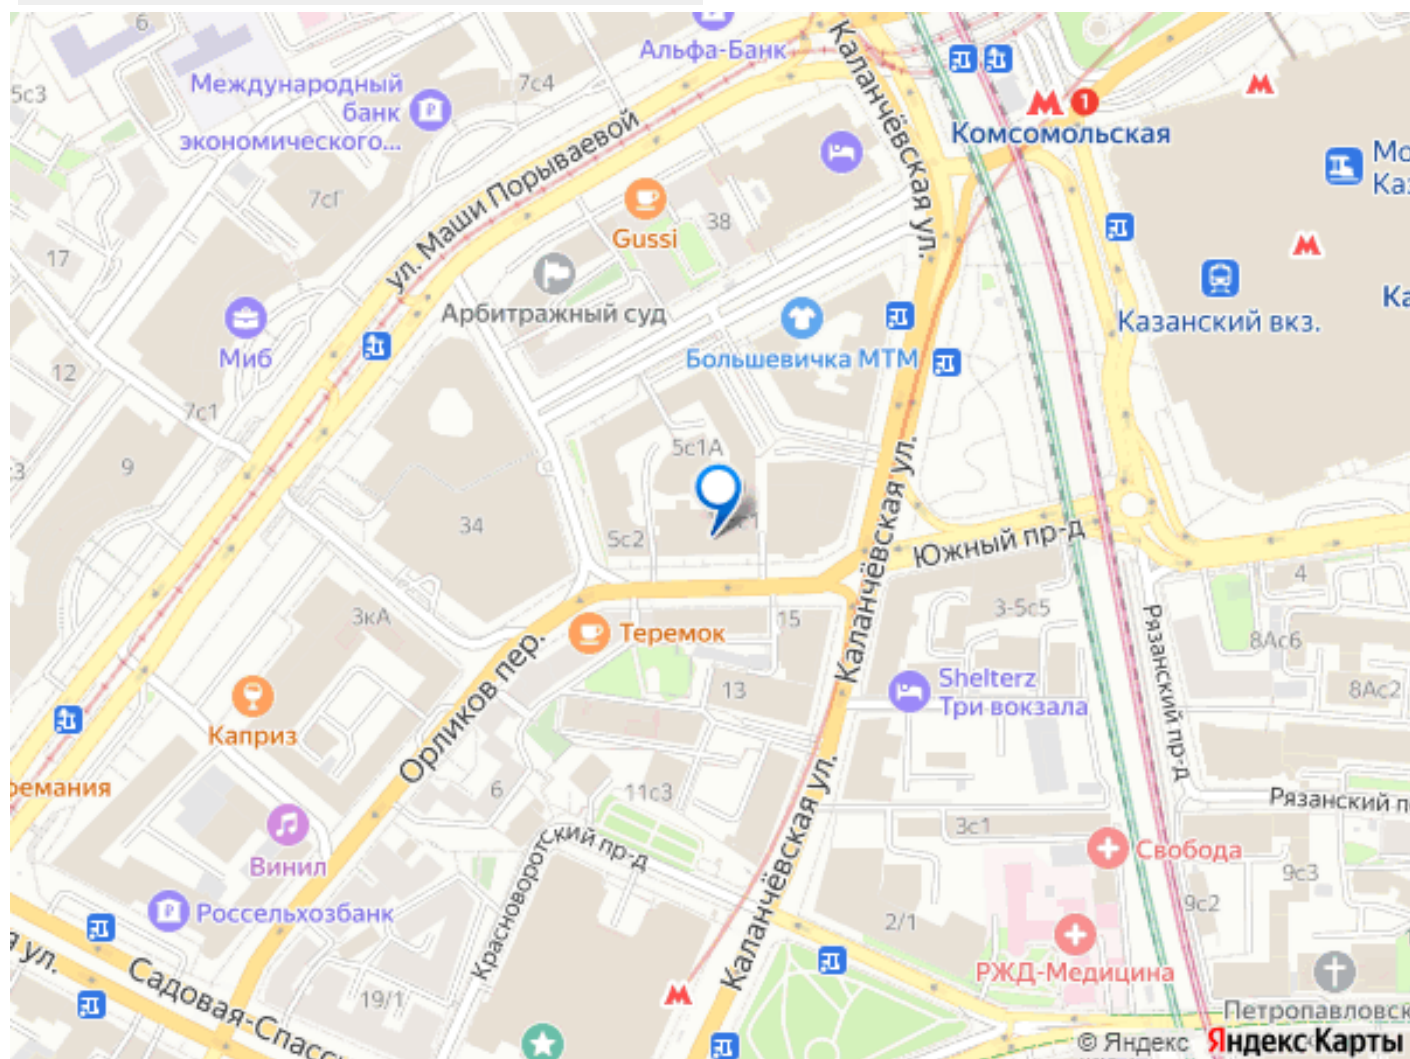 6
Альфа-Банк
Каланчёвская ул.
5с3
Международный
банк
экономического...
7с4
1
Комсомольская
Мо
Каз
7сГ
ул. Маши Порываевой
38
Gussi
17
Арбитражный суд
Казанский вкз.
Ка
Миб
Большевичка МТМ
12
7с1
9
5с1А
34
5с2
Каланчёвская ул.
Южный пр-д
3кА
Теремок
15
3-5с5
4
8Ас6
Рязанский пр-д
13
Shelterz
Три вокзала
8Ас2
Каприз
Орликов пер.
ремания
6
11с3
Каланчёвская ул.
Рязанский п
3с1
Свобода
Винил
Красноворотский пр-д
9с3
9с2
Россельхозбанк
2/1
РЖД-Медицина
я ул.
Садовая-Спасс
19/1
Петропавловск
© Яндекс
Яндекс Карты